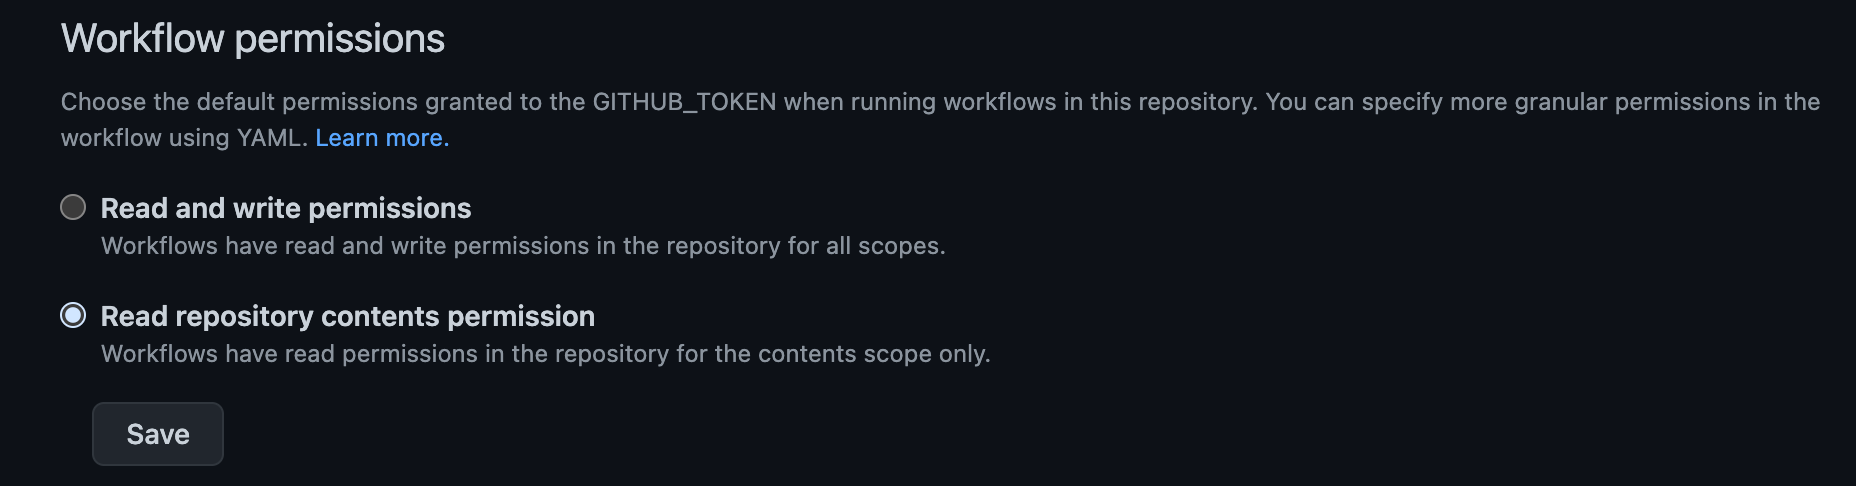 Workflow permissions
Choose the default permissions granted to the GITHUB_TOKEN when running workflows in this repository. You can specify more granular permissions in the
workflow using YAML. Learn more.
Read and write permissions
Workflows have read and write permissions in the repository for all scopes.
Read repository contents permission
Workflows have read permissions in the repository for the contents scope only.
Save